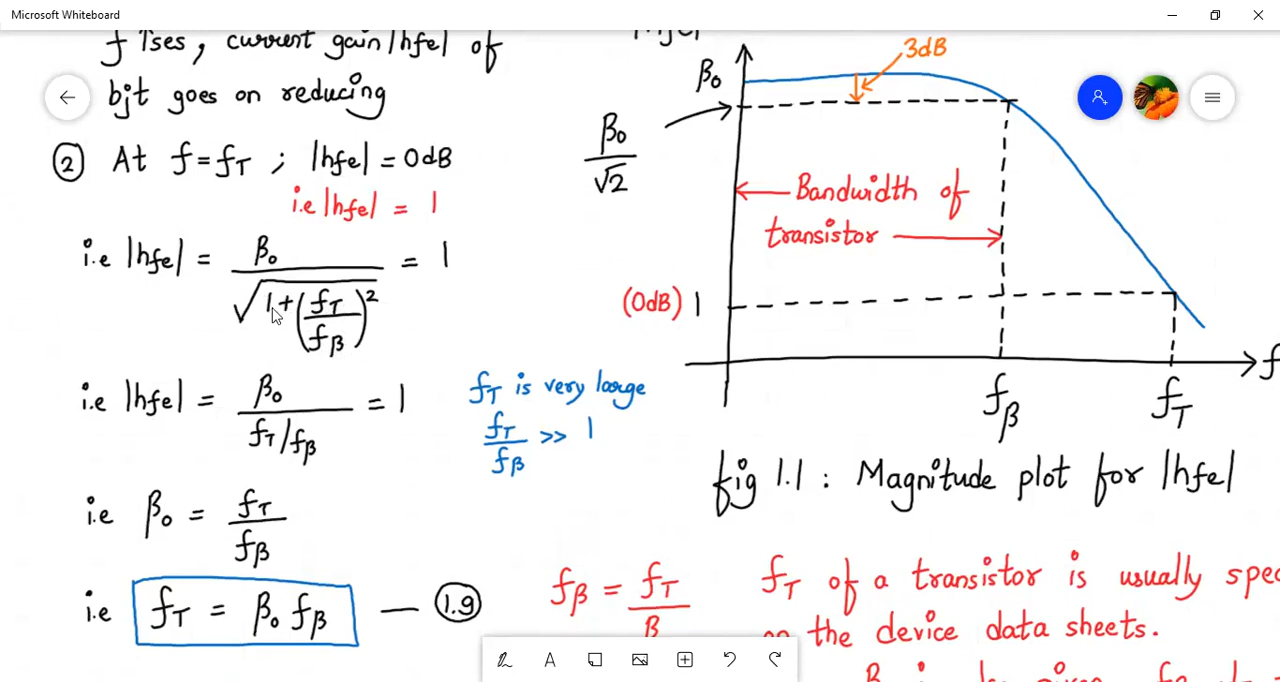 Microsoft Whiteboard
f ises, current gain |hfe| of
bjt goes on reducing
② At f = fT ; |hfe| = 0dB
i.e |hfe| = 1
i.e |hfe| = β₀ / √(1+(fT/fβ)²) = 1
i.e |hfe| = β₀ / (fT/fβ) = 1
fT is very large
fT/fβ >> 1
i.e β₀ = fT/fβ
i.e fT = β₀ fβ — (1.9)
|hfe|
3dB
β₀
β₀/√2
Bandwidth of
transistor
(0dB) 1
f
fβ
fT
fig 1.1 : Magnitude plot for |hfe|
fβ = fT/β
fT of a transistor is usually spec
on the device data sheets.